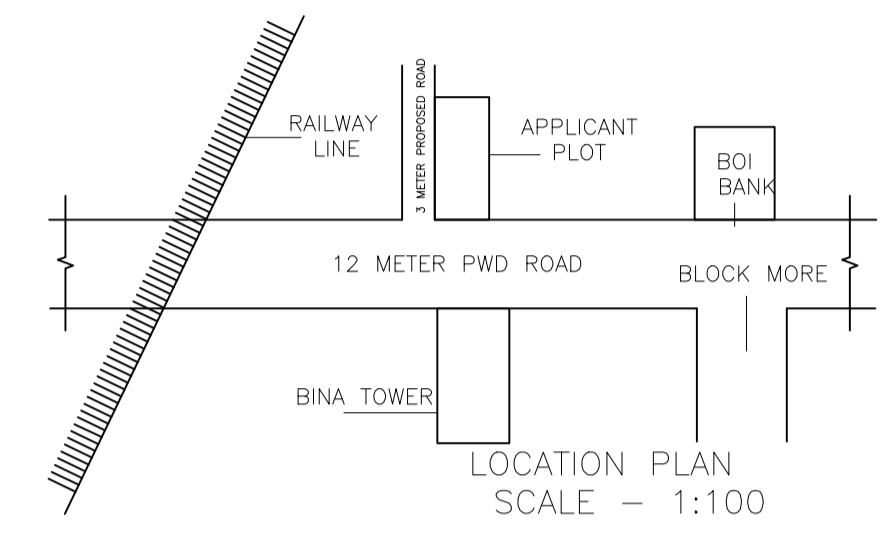 3 METER PROPOSED ROAD
RAILWAY
LINE
APPLICANT
PLOT
BOI
BANK
12 METER PWD ROAD
BLOCK MORE
BINA TOWER
LOCATION PLAN
SCALE - 1:100